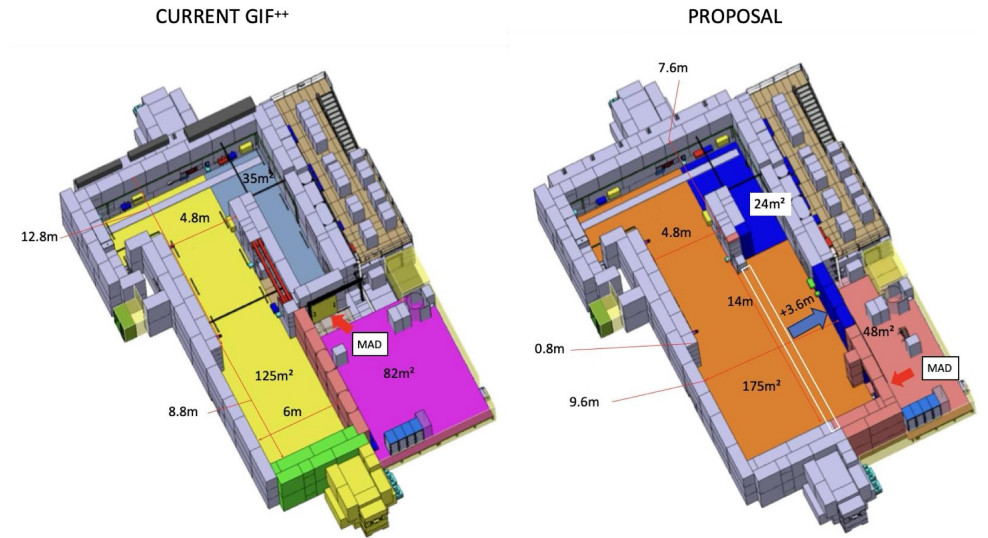 CURRENT GIF⁺⁺
35m²
4.8m
12.8m
MAD
125m²
82m²
8.8m
6m
PROPOSAL
7.6m
24m²
4.8m
14m
+3.6m
48m²
0.8m
MAD
175m²
9.6m